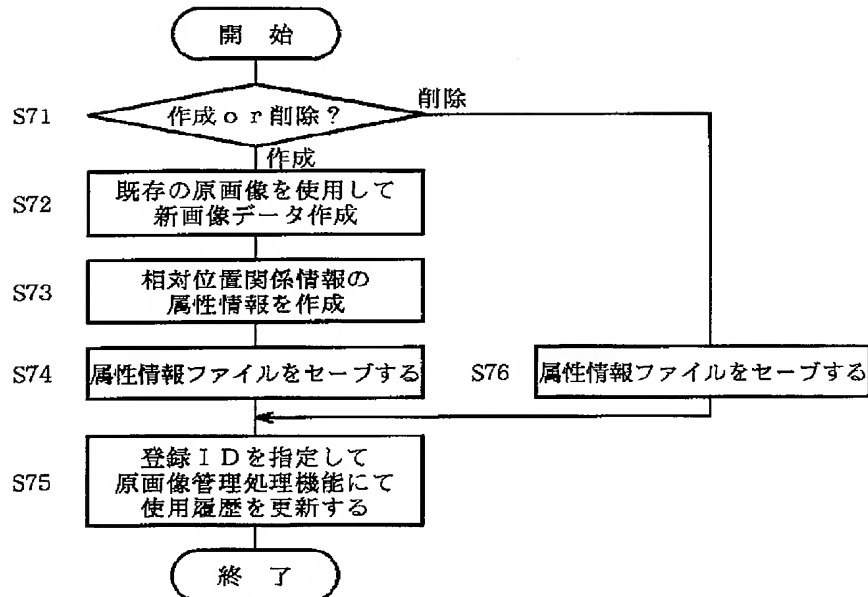 開 始
S71
作成or削除?
削除
作成
S72
既存の原画像を使用して
新画像データ作成
S73
相対位置関係情報の
属性情報を作成
S74
属性情報ファイルをセーブする
S76
属性情報ファイルをセーブする
S75
登録IDを指定して
原画像管理処理機能にて
使用履歴を更新する
終 了